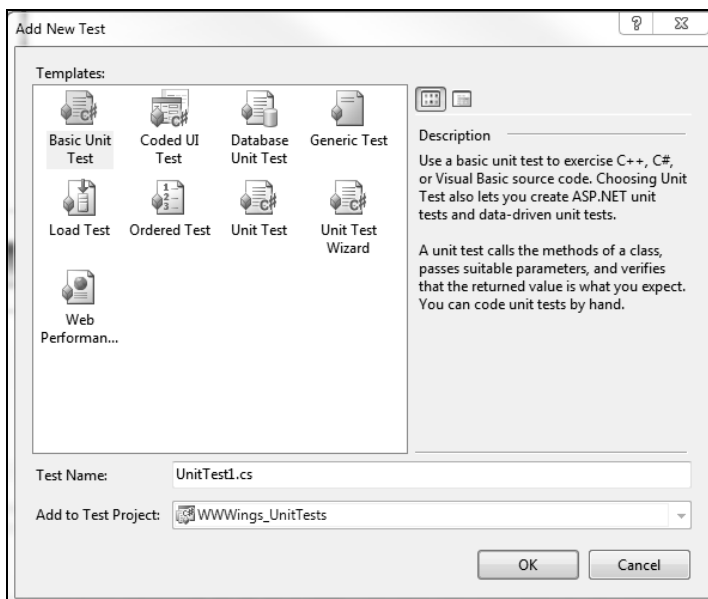 Add New Test
Templates:
Basic Unit
Test
Coded UI
Test
Database
Unit Test
Generic Test
Load Test
Ordered Test
Unit Test
Unit Test
Wizard
Web
Performan...
Description
Use a basic unit test to exercise C++, C#,
or Visual Basic source code. Choosing Unit
Test also lets you create ASP.NET unit
tests and data-driven unit tests.
A unit test calls the methods of a class,
passes suitable parameters, and verifies
that the returned value is what you expect.
You can code unit tests by hand.
Test Name:
UnitTest1.cs
Add to Test Project:
WWWings_UnitTests
OK
Cancel